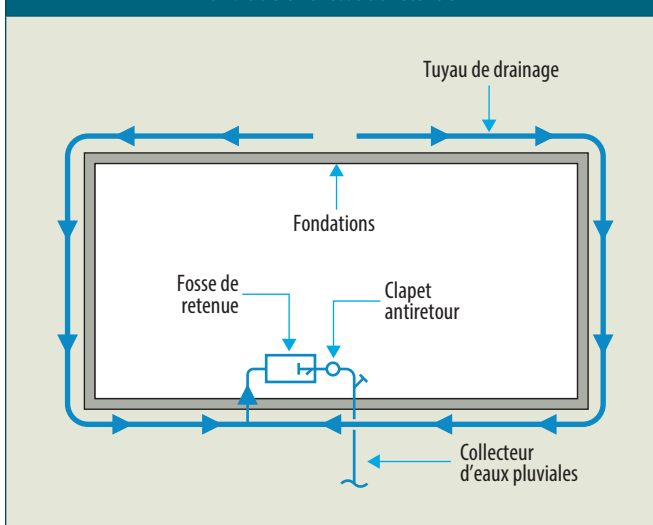 Tuyau de drainage
Fondations
Fosse de
retenue
Clapet
antiretour
Collecteur
d'eaux pluviales